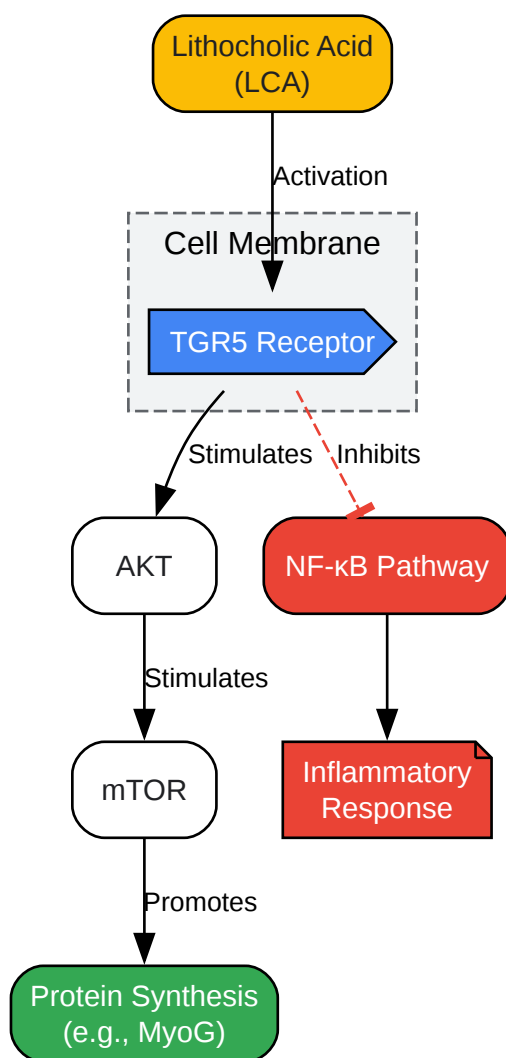 Lithocholic Acid
(LCA)
Activation
Cell Membrane
TGR5 Receptor
Stimulates
Inhibits
AKT
NF-κB Pathway
Stimulates
mTOR
Inflammatory
Response
Promotes
Protein Synthesis
(e.g., MyoG)